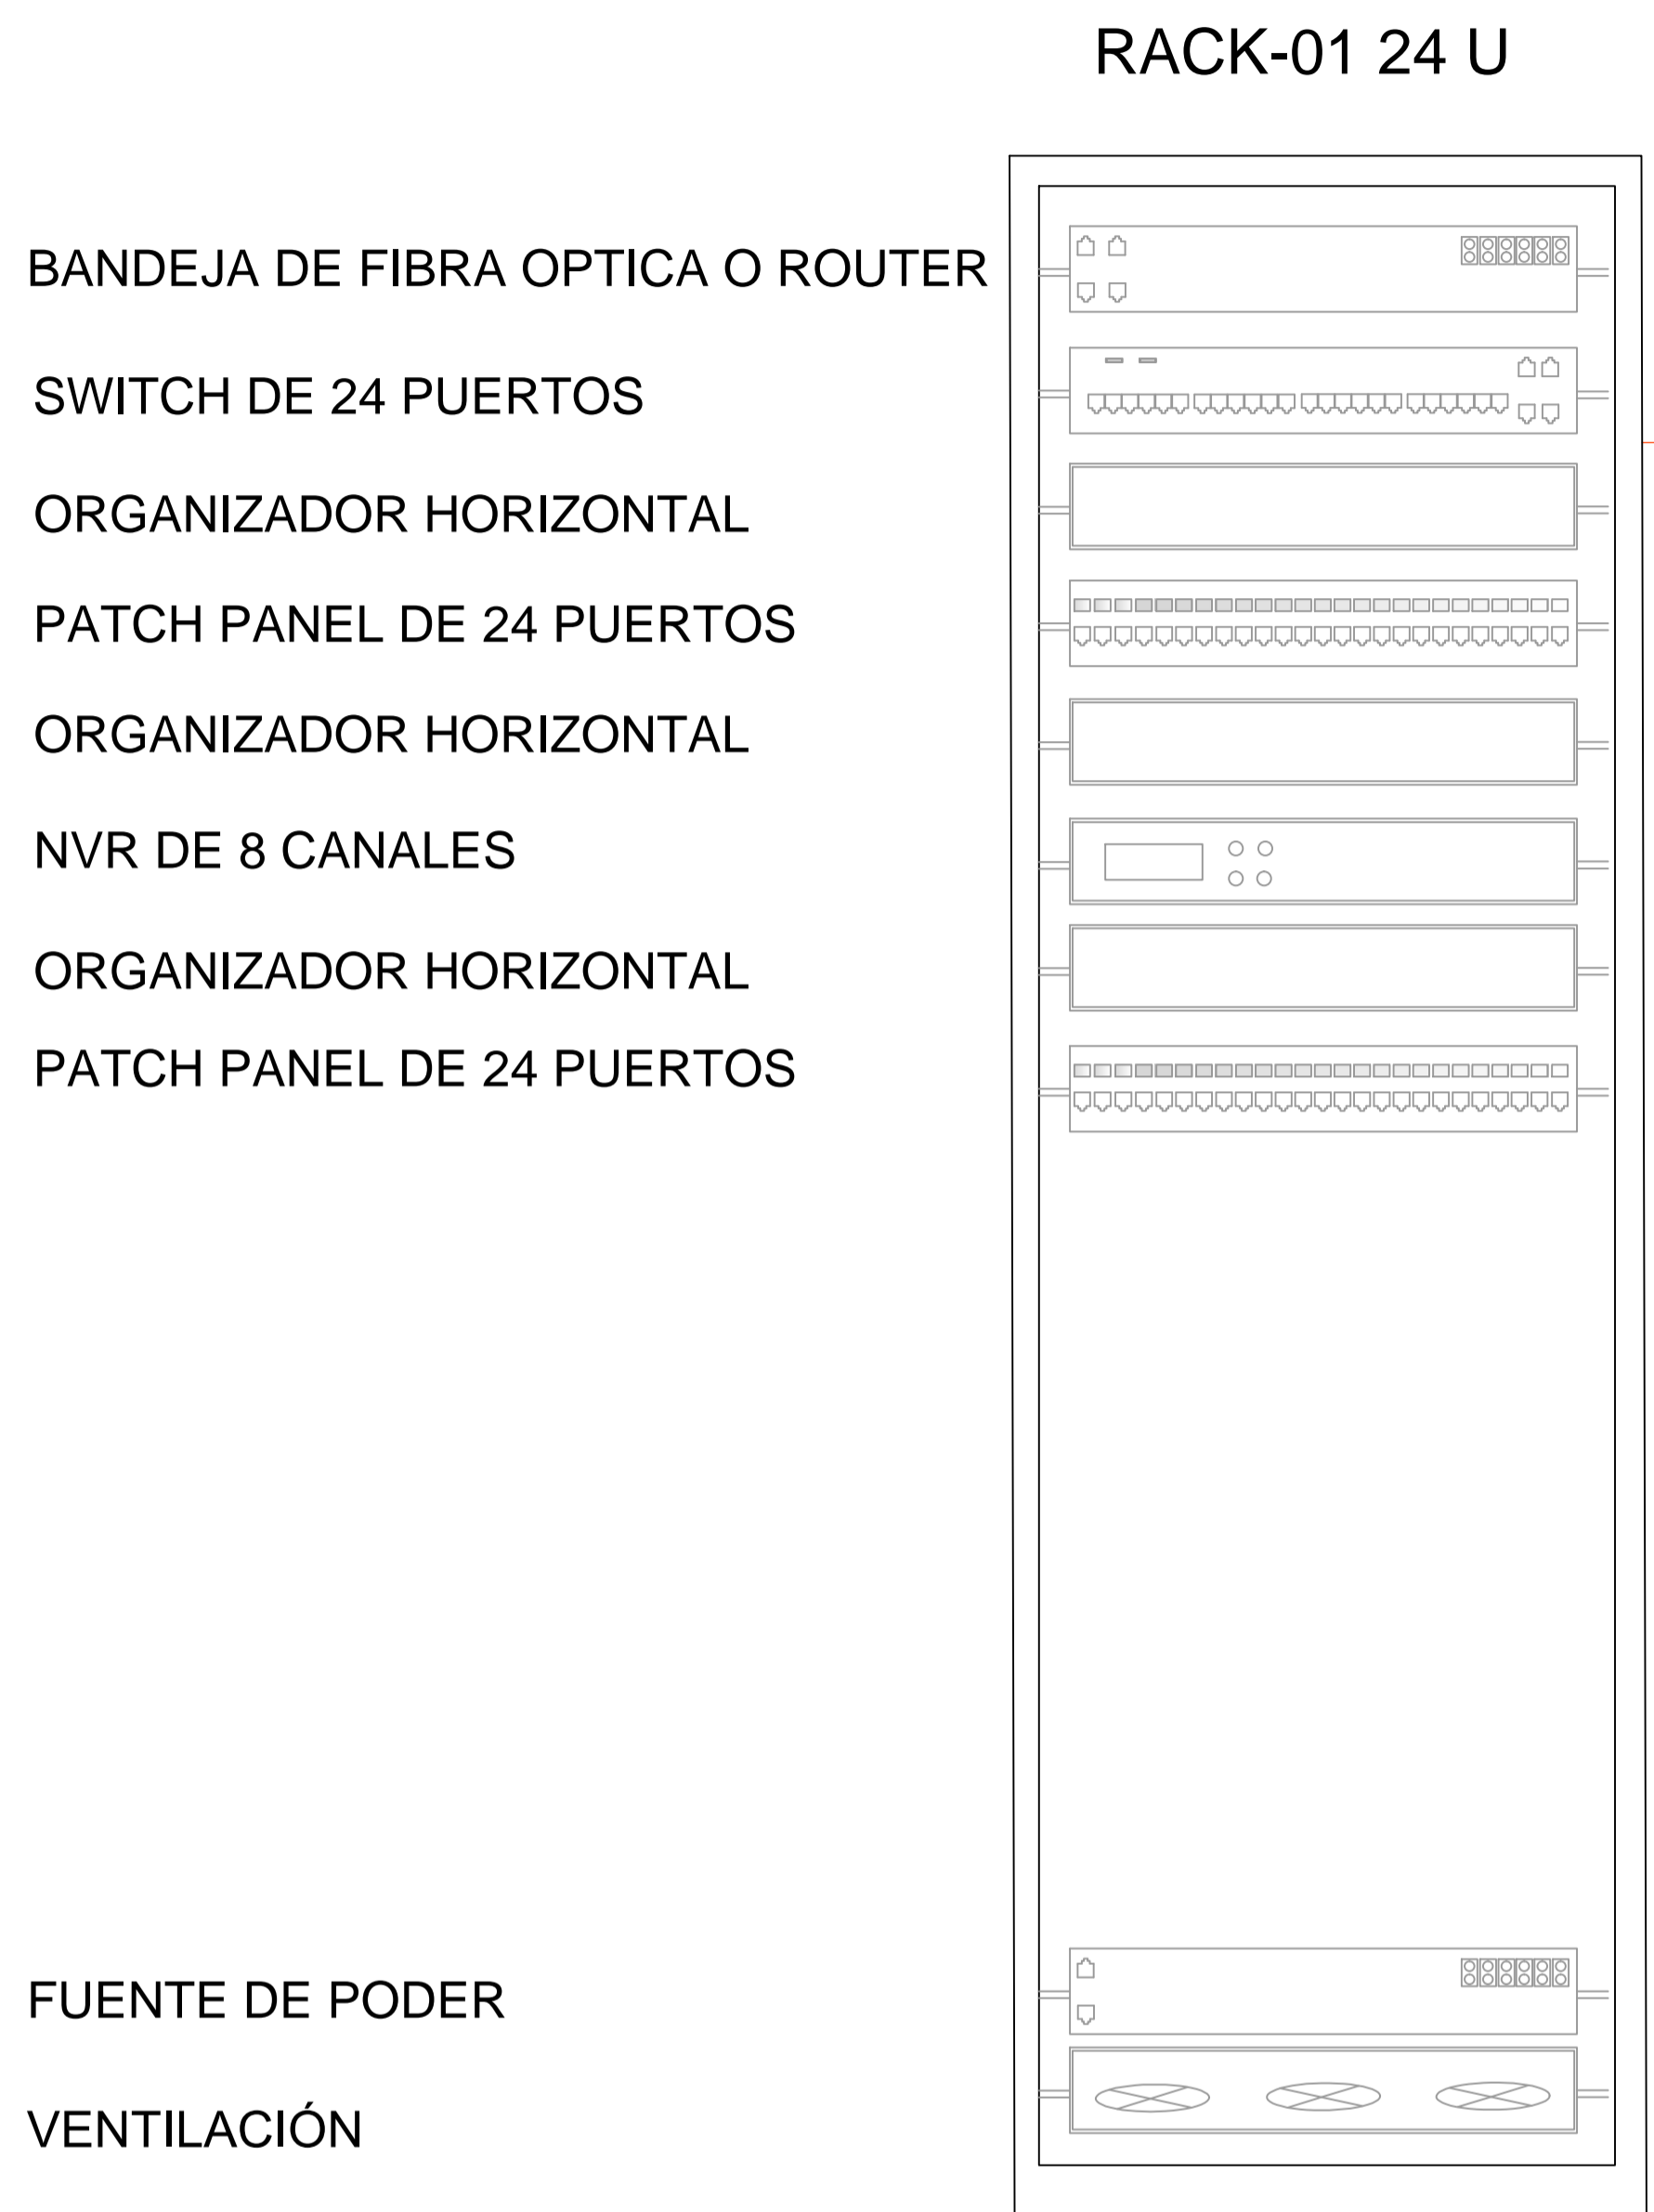 RACK-01 24 U
BANDEJA DE FIBRA OPTICA O ROUTER
SWITCH DE 24 PUERTOS
ORGANIZADOR HORIZONTAL
PATCH PANEL DE 24 PUERTOS
ORGANIZADOR HORIZONTAL
NVR DE 8 CANALES
ORGANIZADOR HORIZONTAL
PATCH PANEL DE 24 PUERTOS
FUENTE DE PODER
VENTILACIÓN